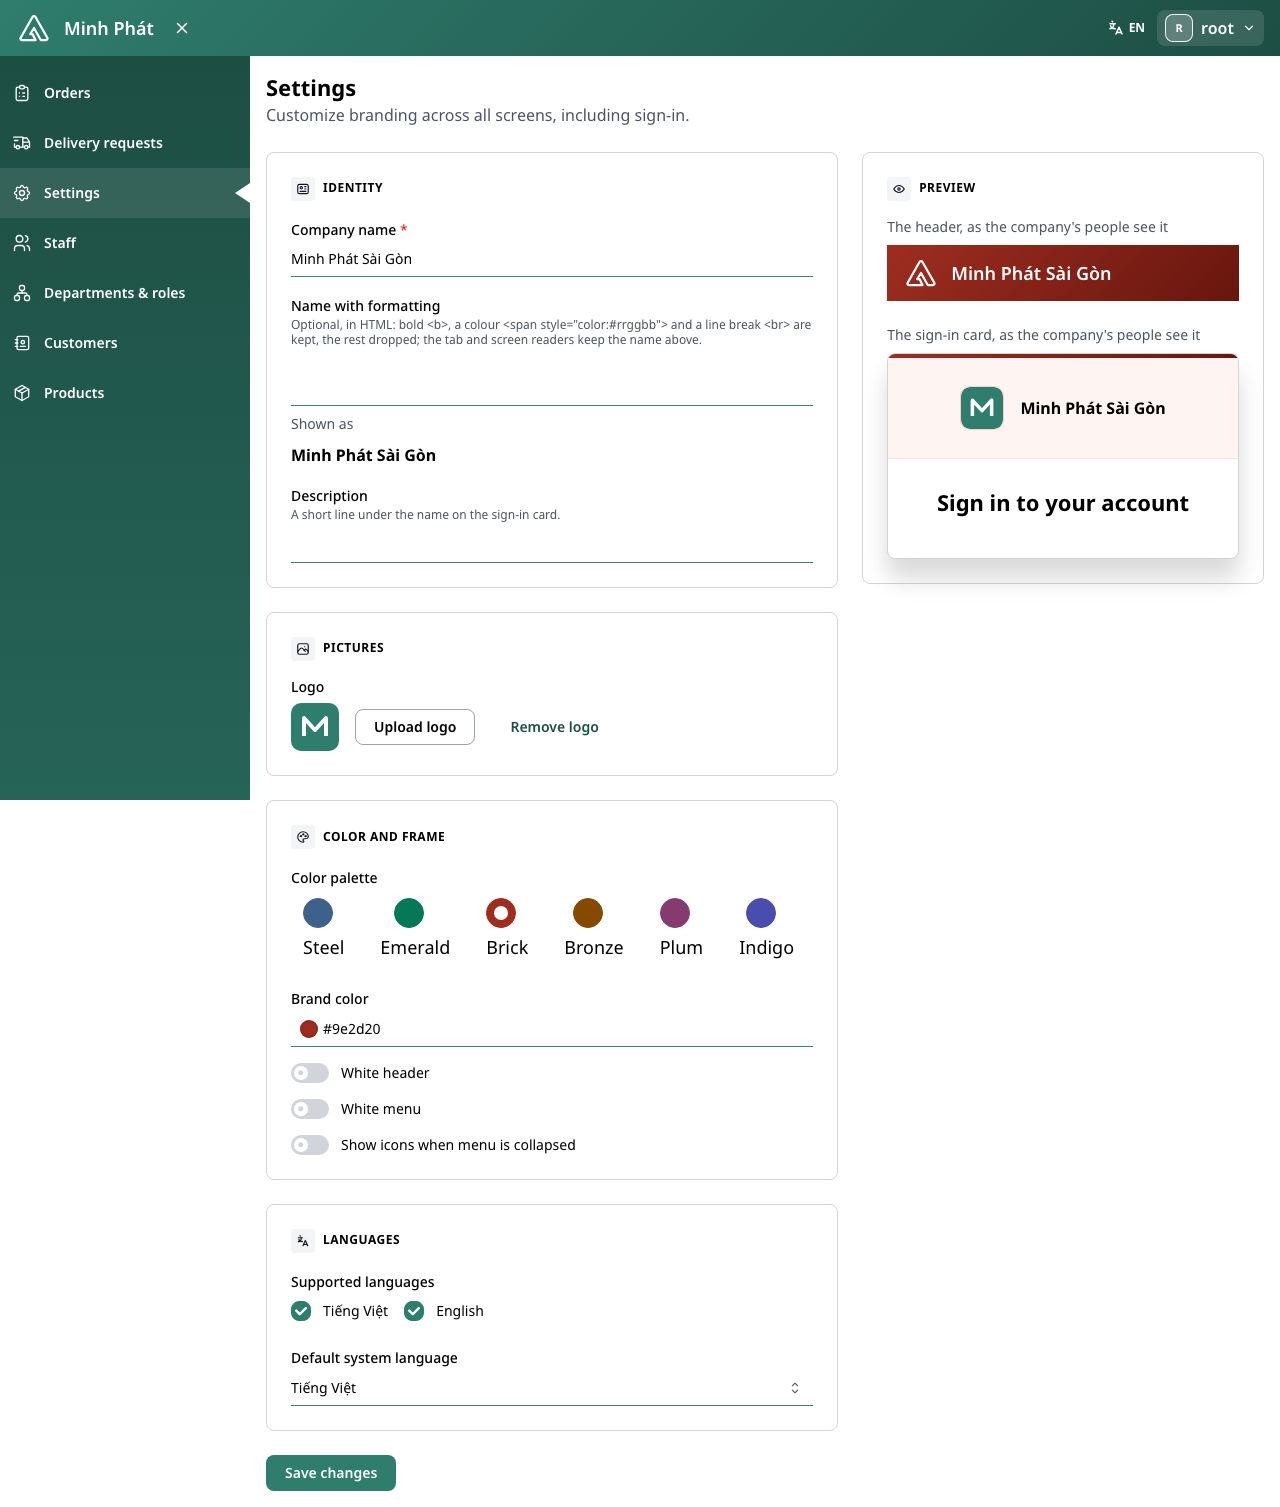 Minh Phát
EN
R
root
Orders
Delivery requests
Settings
Staff
Departments & roles
Customers
Products
Settings
Customize branding across all screens, including sign-in.
IDENTITY
Company name *
Minh Phát Sài Gòn
Name with formatting
Optional, in HTML: bold <b>, a colour <span style="color:#rrggbb"> and a line break <br> are
kept, the rest dropped; the tab and screen readers keep the name above.
Shown as
Minh Phát Sài Gòn
Description
A short line under the name on the sign-in card.
PICTURES
Logo
M
Upload logo
Remove logo
COLOR AND FRAME
Color palette
Steel
Emerald
Brick
Bronze
Plum
Indigo
Brand color
#9e2d20
White header
White menu
Show icons when menu is collapsed
LANGUAGES
Supported languages
Tiếng Việt
English
Default system language
Tiếng Việt
Save changes
PREVIEW
The header, as the company's people see it
Minh Phát Sài Gòn
The sign-in card, as the company's people see it
M
Minh Phát Sài Gòn
Sign in to your account